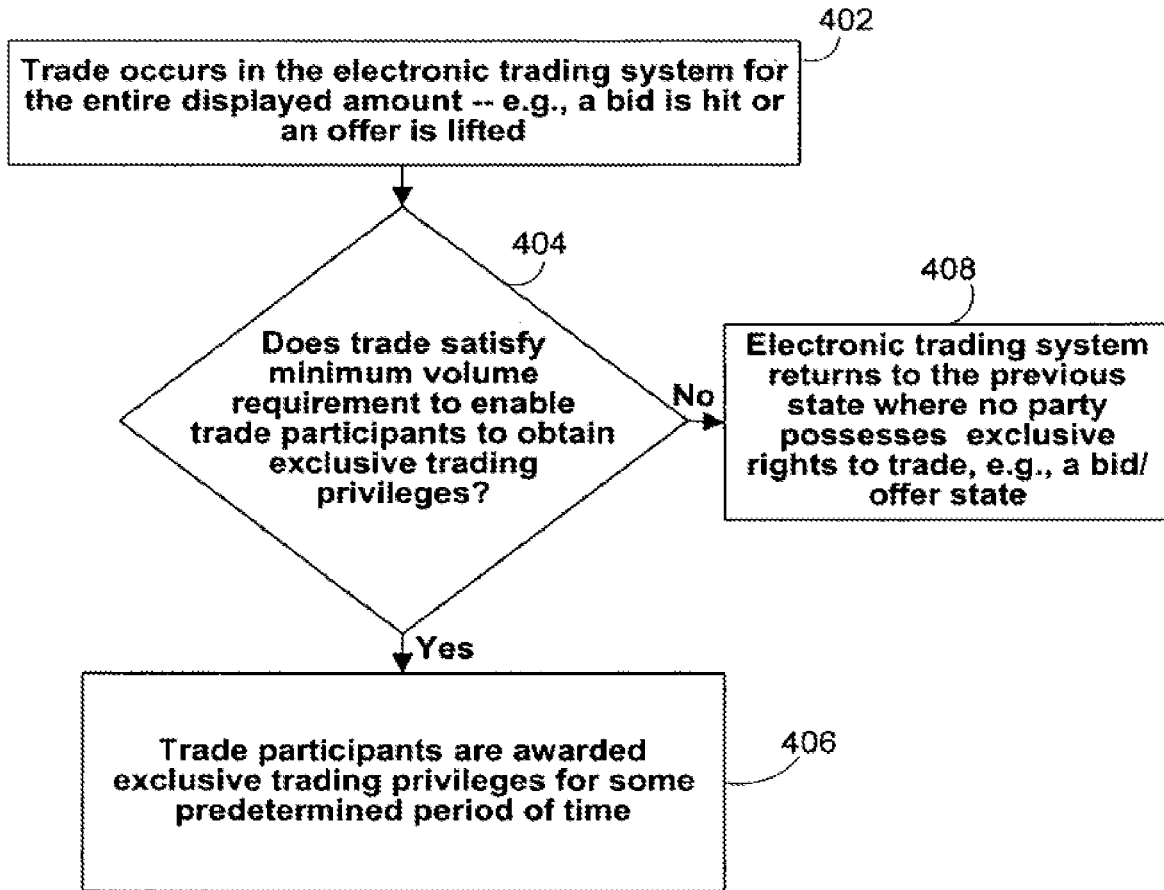 402
Trade occurs in the electronic trading system for
the entire displayed amount -- e.g., a bid is hit or
an offer is lifted
404
Does trade satisfy
minimum volume
requirement to enable
trade participants to obtain
exclusive trading
privileges?
No
408
Electronic trading system
returns to the previous
state where no party
possesses exclusive
rights to trade, e.g., a bid/
offer state
Yes
406
Trade participants are awarded
exclusive trading privileges for some
predetermined period of time